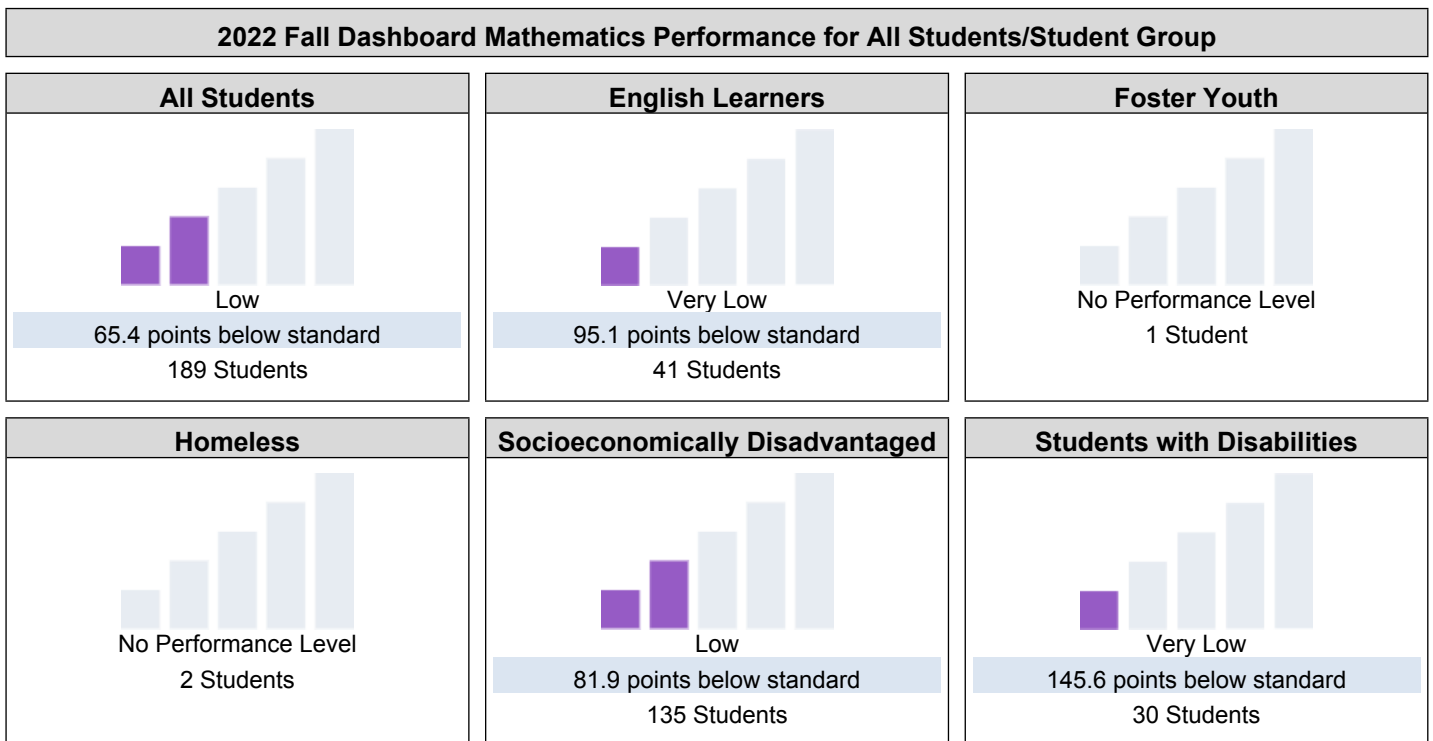 2022 Fall Dashboard Mathematics Performance for All Students/Student Group
All Students
Low
65.4 points below standard
189 Students
English Learners
Very Low
95.1 points below standard
41 Students
Foster Youth
No Performance Level
1 Student
Homeless
No Performance Level
2 Students
Socioeconomically Disadvantaged
Low
81.9 points below standard
135 Students
Students with Disabilities
Very Low
145.6 points below standard
30 Students